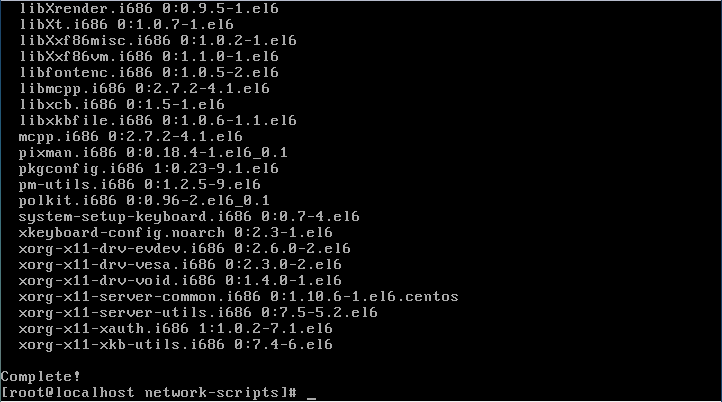 libXrender.i686 0:0.9.5-1.el6
libXt.i686 0:1.0.7-1.el6
libXxf86misc.i686 0:1.0.2-1.el6
libXxf86vm.i686 0:1.1.0-1.el6
libfontenc.i686 0:1.0.5-2.el6
libmcpp.i686 0:2.7.2-4.1.el6
libxcb.i686 0:1.5-1.el6
libxkbfile.i686 0:1.0.6-1.1.el6
mcpp.i686 0:2.7.2-4.1.el6
pixman.i686 0:0.18.4-1.el6_0.1
pkgconfig.i686 1:0.23-9.1.el6
pm-utils.i686 0:1.2.5-9.el6
polkit.i686 0:0.96-2.el6_0.1
system-setup-keyboard.i686 0:0.7-4.el6
xkeyboard-config.noarch 0:2.3-1.el6
xorg-x11-drv-evdev.i686 0:2.6.0-2.el6
xorg-x11-drv-vesa.i686 0:2.3.0-2.el6
xorg-x11-drv-void.i686 0:1.4.0-1.el6
xorg-x11-server-common.i686 0:1.10.6-1.el6.centos
xorg-x11-server-utils.i686 0:7.5-5.2.el6
xorg-x11-xauth.i686 1:1.0.2-7.1.el6
xorg-x11-xkb-utils.i686 0:7.4-6.el6
Complete!
[root@localhost network-scripts]# _